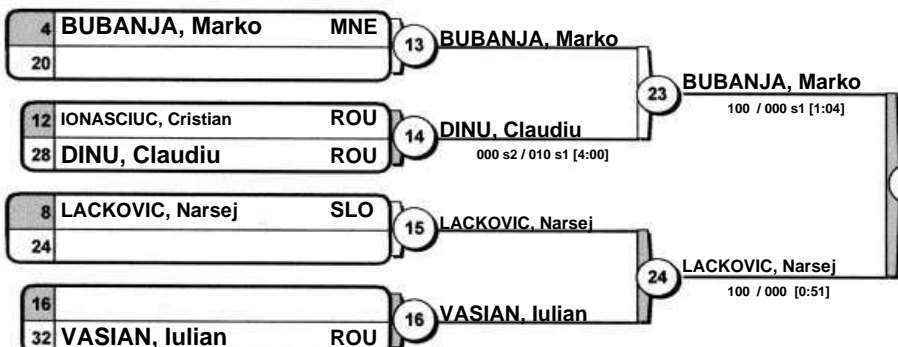 4 BUBANJA, Marko MNE
20
13
BUBANJA, Marko
12 IONASCIUC, Cristian ROU
28 DINU, Claudiu ROU
14
DINU, Claudiu
000 s2 / 010 s1 [4:00]
23
BUBANJA, Marko
100 / 000 s1 [1:04]
8 LACKOVIC, Narsej SLO
24
15
LACKOVIC, Narsej
16
32 VASIAN, Iulian ROU
16
VASIAN, Iulian
24
LACKOVIC, Narsej
100 / 000 [0:51]